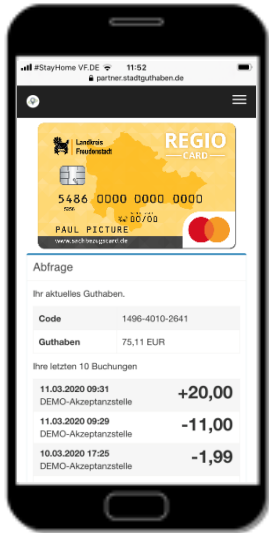 #StayHome VF.DE 11:52
partner.stadtguthaben.de
Landkreis
Freudenstadt
REGIO
CARD
5486 0000 0000 0000
5286
00/00
PAUL PICTURE
www.sachbezugscard.de
Abfrage
Ihr aktuelles Guthaben.
Code 1496-4010-2641
Guthaben 75,11 EUR
Ihre letzten 10 Buchungen
11.03.2020 09:31
DEMO-Akzeptanzstelle
+20,00
11.03.2020 09:29
DEMO-Akzeptanzstelle
-11,00
10.03.2020 17:25
DEMO-Akzeptanzstelle
-1,99